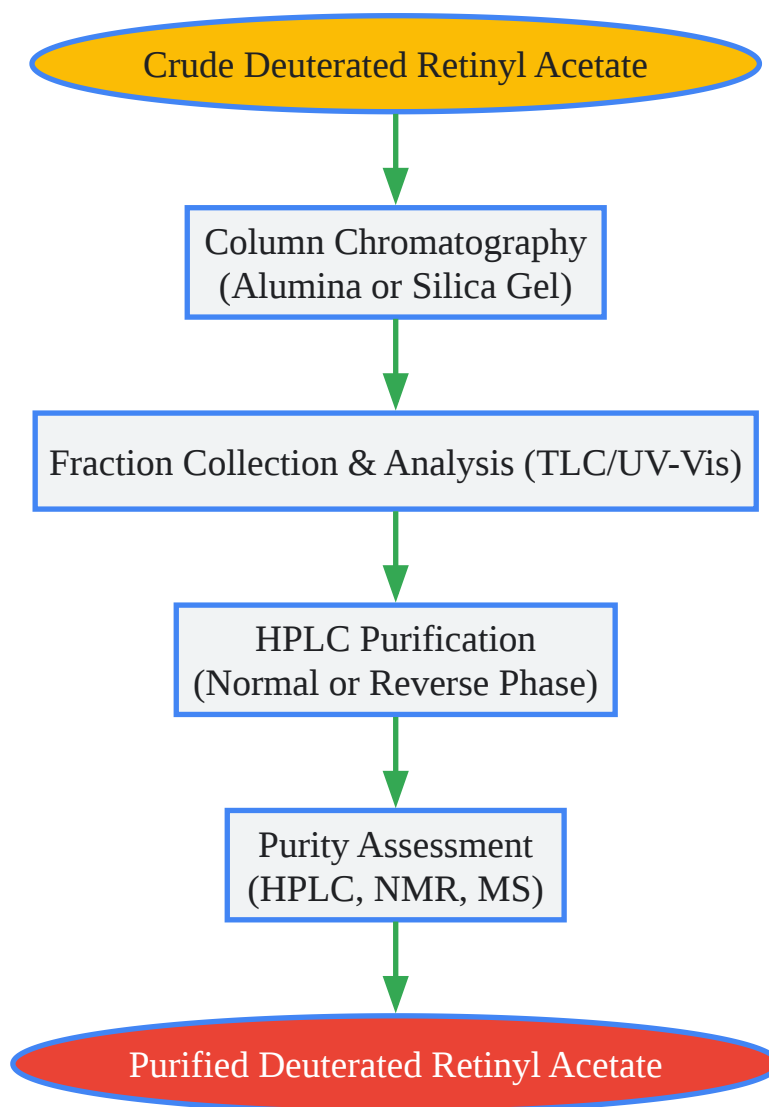 Crude Deuterated Retinyl Acetate
Column Chromatography
(Alumina or Silica Gel)
Fraction Collection & Analysis (TLC/UV-Vis)
HPLC Purification
(Normal or Reverse Phase)
Purity Assessment
(HPLC, NMR, MS)
Purified Deuterated Retinyl Acetate